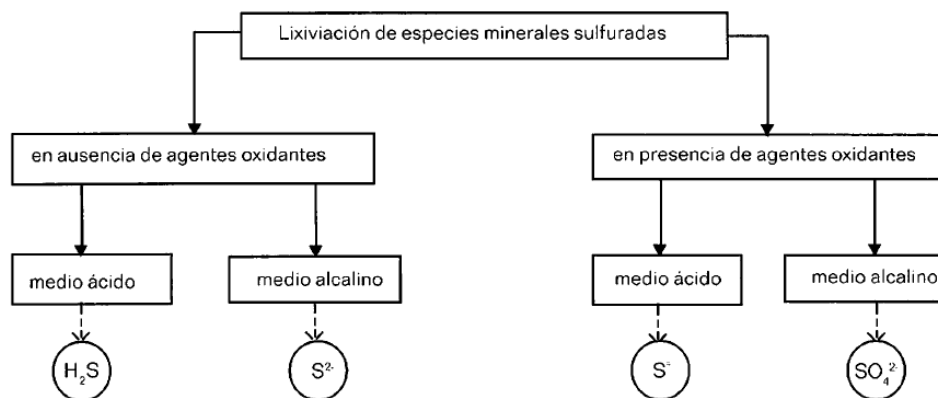 Lixiviación de especies minerales sulfuradas
en ausencia de agentes oxidantes
en presencia de agentes oxidantes
medio ácido
medio alcalino
medio ácido
medio alcalino
H₂S
S²⁻
S⁼
SO₄²⁻